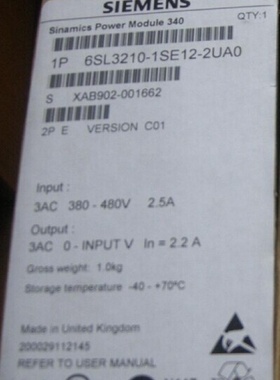 SIEMENS
Sinamics Power Module 340
QTY:1
1P 6SL3210-1SE12-2UA0
S XAB902-001662
2P E VERSION C01
Input :
3AC 380 - 480V 2.5A
Output :
3AC 0 - INPUT V In = 2.2 A
Gross weight: 1.0kg
Storage temperature -40 - +70°C
Made in United Kingdom
200029112145
REFER TO USER MANUAL